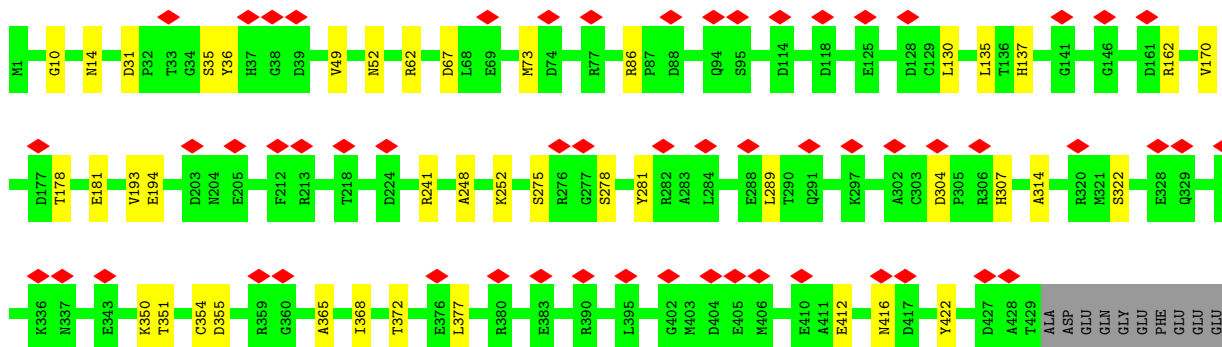 M1 G10 N14 D31 P32 T33 G34 S35 Y36 H37 G38 D39 V49 N52 R62 D67 L68 E69 M73 D74 R77 R86 P87 D88 Q94 S95 D114 D118 E125 D128 C129 L130 L135 T136 H137 G141 G146 D161 R162 V170
D177 T178 E181 V193 E194 D203 N204 E205 F212 R213 T218 D224 R241 A248 K252 S275 R276 G277 S278 Y281 R282 A283 L284 E288 L289 T290 Q291 K297 A302 C303 D304 P305 R306 H307 A314 R320 M321 S322 E328 Q329
K336 N337 E343 K350 T351 C354 D355 R359 G360 A365 I368 T372 E376 L377 R380 E383 R390 L395 G402 M403 D404 E405 M406 E410 A411 E412 N416 D417 Y422 D427 A428 T429 ALA ASP GLU GLN GLY GLU PHE GLU GLU GLU